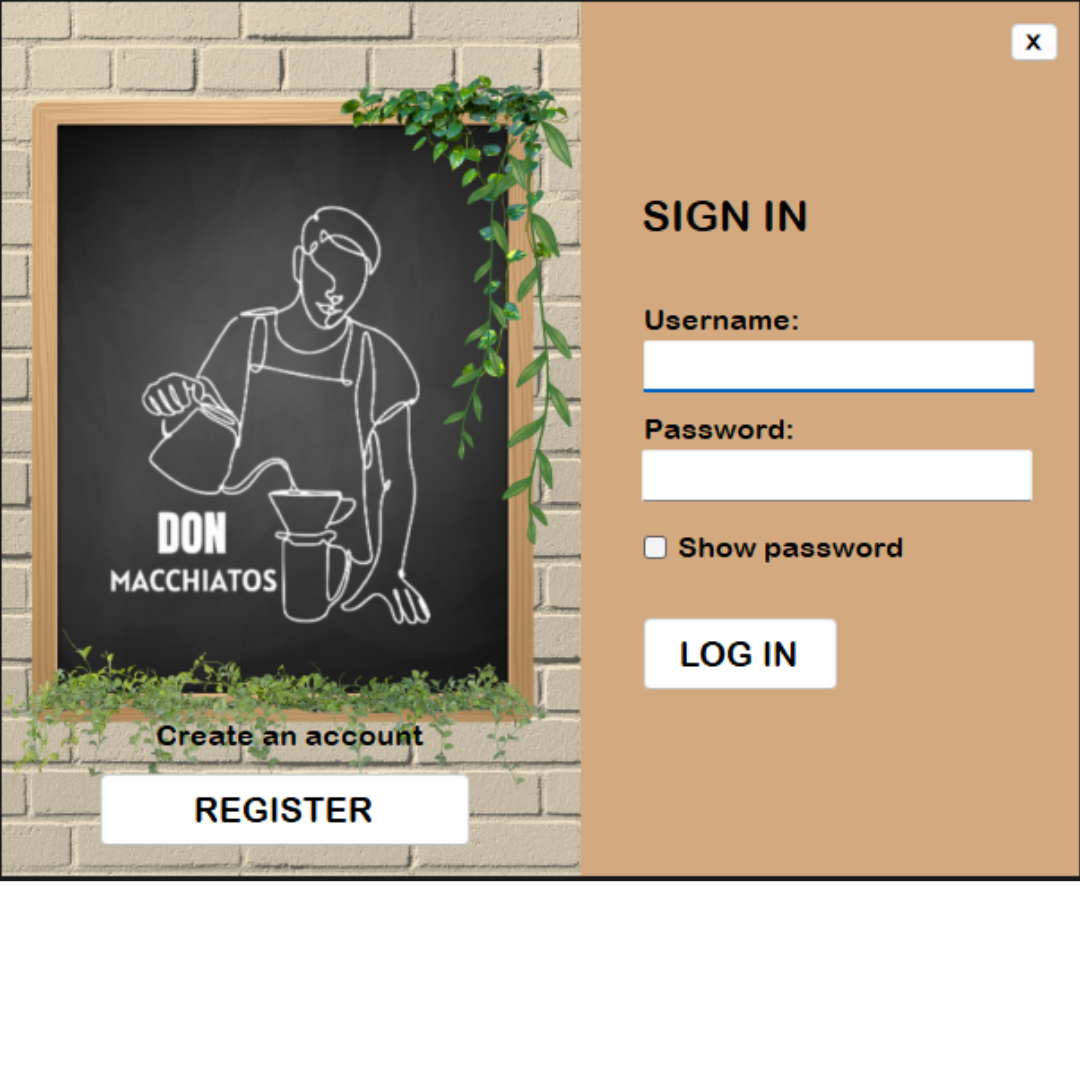 DON
MACCHIATOS
Create an account
REGISTER
X
SIGN IN
Username:
Password:
Show password
LOG IN